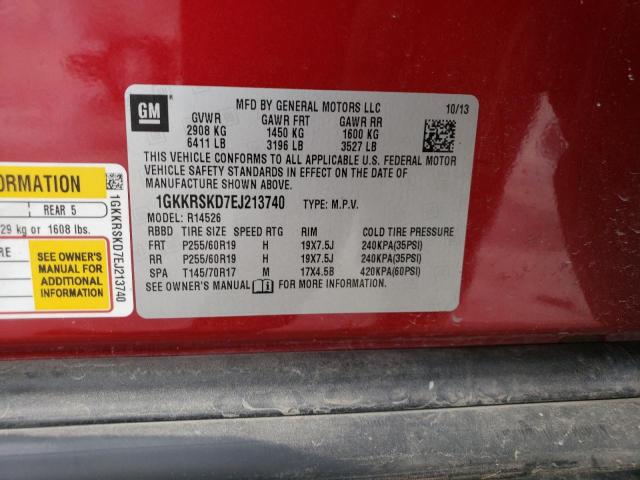 GM
MFD BY GENERAL MOTORS LLC 10/13
GVWR GAWR FRT GAWR RR
2908 KG 1450 KG 1600 KG
6411 LB 3196 LB 3527 LB
THIS VEHICLE CONFORMS TO ALL APPLICABLE U.S. FEDERAL MOTOR
VEHICLE SAFETY STANDARDS IN EFFECT ON THE DATE OF
MANUFACTURE SHOWN ABOVE.
1GKKRSKD7EJ213740 TYPE: M.P.V.
MODEL: R14526
RBBD TIRE SIZE SPEED RTG RIM COLD TIRE PRESSURE
FRT P255/60R19 H 19X7.5J 240KPA(35PSI)
RR P255/60R19 H 19X7.5J 240KPA(35PSI)
SPA T145/70R17 M 17X4.5B 420KPA(60PSI)
SEE OWNER'S MANUAL FOR MORE INFORMATION.
ORMATION
REAR 5
29 kg or 1608 lbs.
SEE OWNER'S
MANUAL FOR
ADDITIONAL
INFORMATION
1GKKRSKD7EJ213740